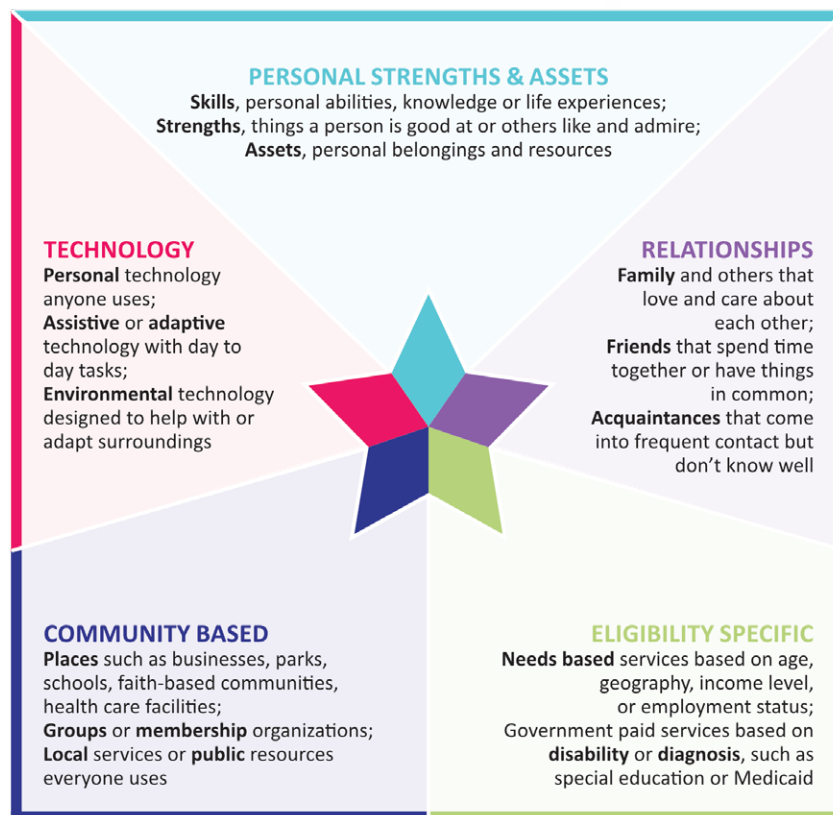 PERSONAL STRENGTHS & ASSETS
Skills, personal abilities, knowledge or life experiences;
Strengths, things a person is good at or others like and admire;
Assets, personal belongings and resources
TECHNOLOGY
Personal technology
anyone uses;
Assistive or adaptive
technology with day to
day tasks;
Environmental technology
designed to help with or
adapt surroundings
RELATIONSHIPS
Family and others that
love and care about
each other;
Friends that spend time
together or have things
in common;
Acquaintances that come
into frequent contact but
don't know well
COMMUNITY BASED
Places such as businesses, parks,
schools, faith-based communities,
health care facilities;
Groups or membership organizations;
Local services or public resources
everyone uses
ELIGIBILITY SPECIFIC
Needs based services based on age,
geography, income level,
or employment status;
Government paid services based on
disability or diagnosis, such as
special education or Medicaid